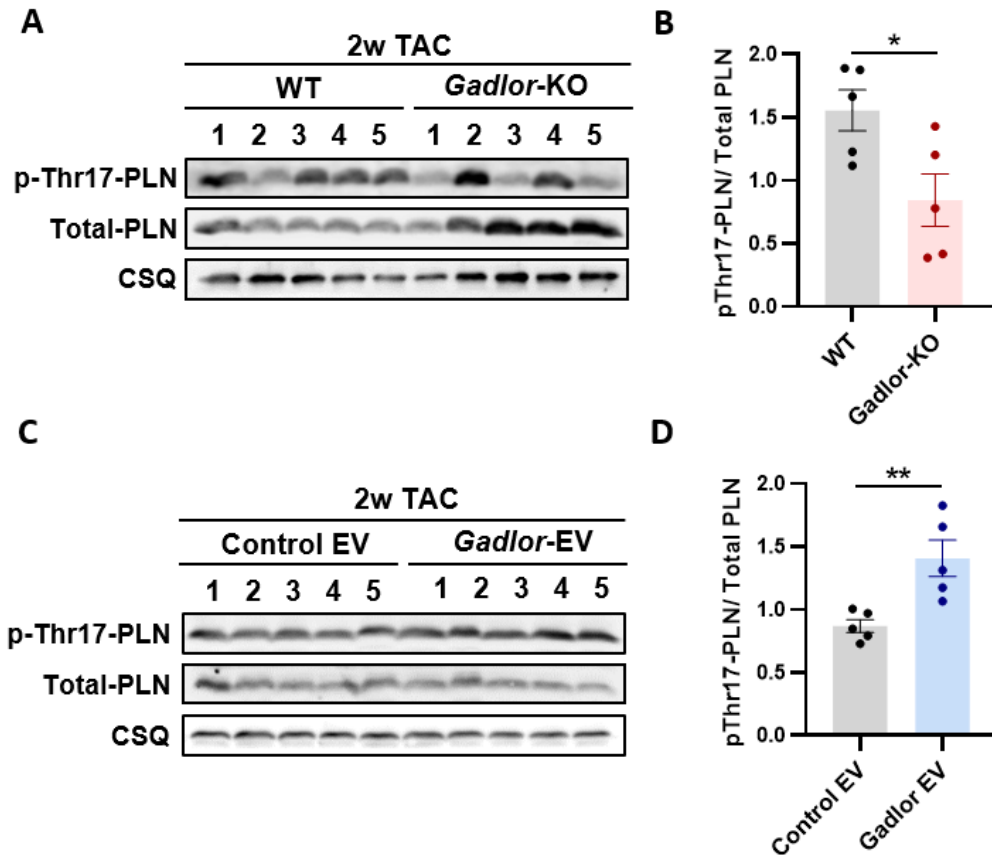 A
2w TAC
WT Gadlor-KO
1 2 3 4 5 1 2 3 4 5
p-Thr17-PLN
Total-PLN
CSQ
B
*
pThr17-PLN/ Total PLN
2.0
1.5
1.0
0.5
0.0
WT
Gadlor-KO
C
2w TAC
Control EV Gadlor-EV
1 2 3 4 5 1 2 3 4 5
p-Thr17-PLN
Total-PLN
CSQ
D
**
pThr17-PLN/ Total PLN
2.0
1.5
1.0
0.5
0.0
Control EV
Gadlor EV